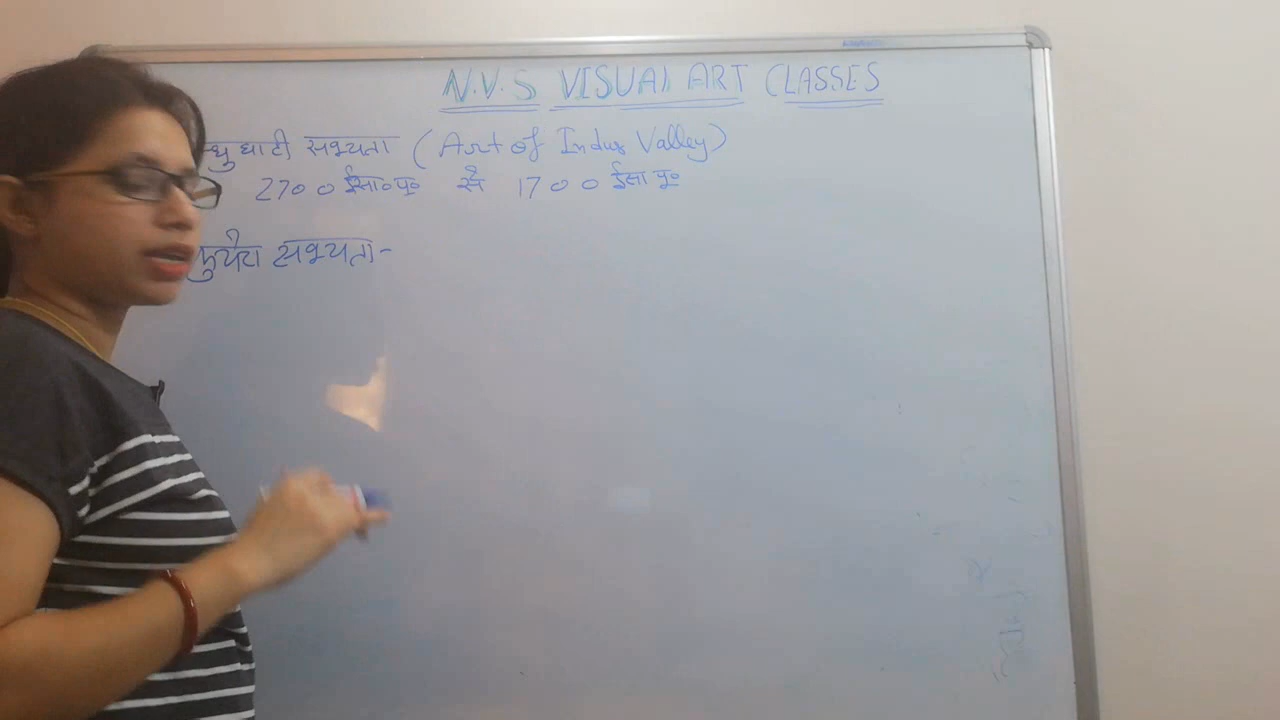 N.V.S VISUAL ART CLASSES
न्धु घाटी सभ्यता (Art of Indus Valley)
2700 ईसा०पू० से 1700 ईसा पू०
सभ्यता-